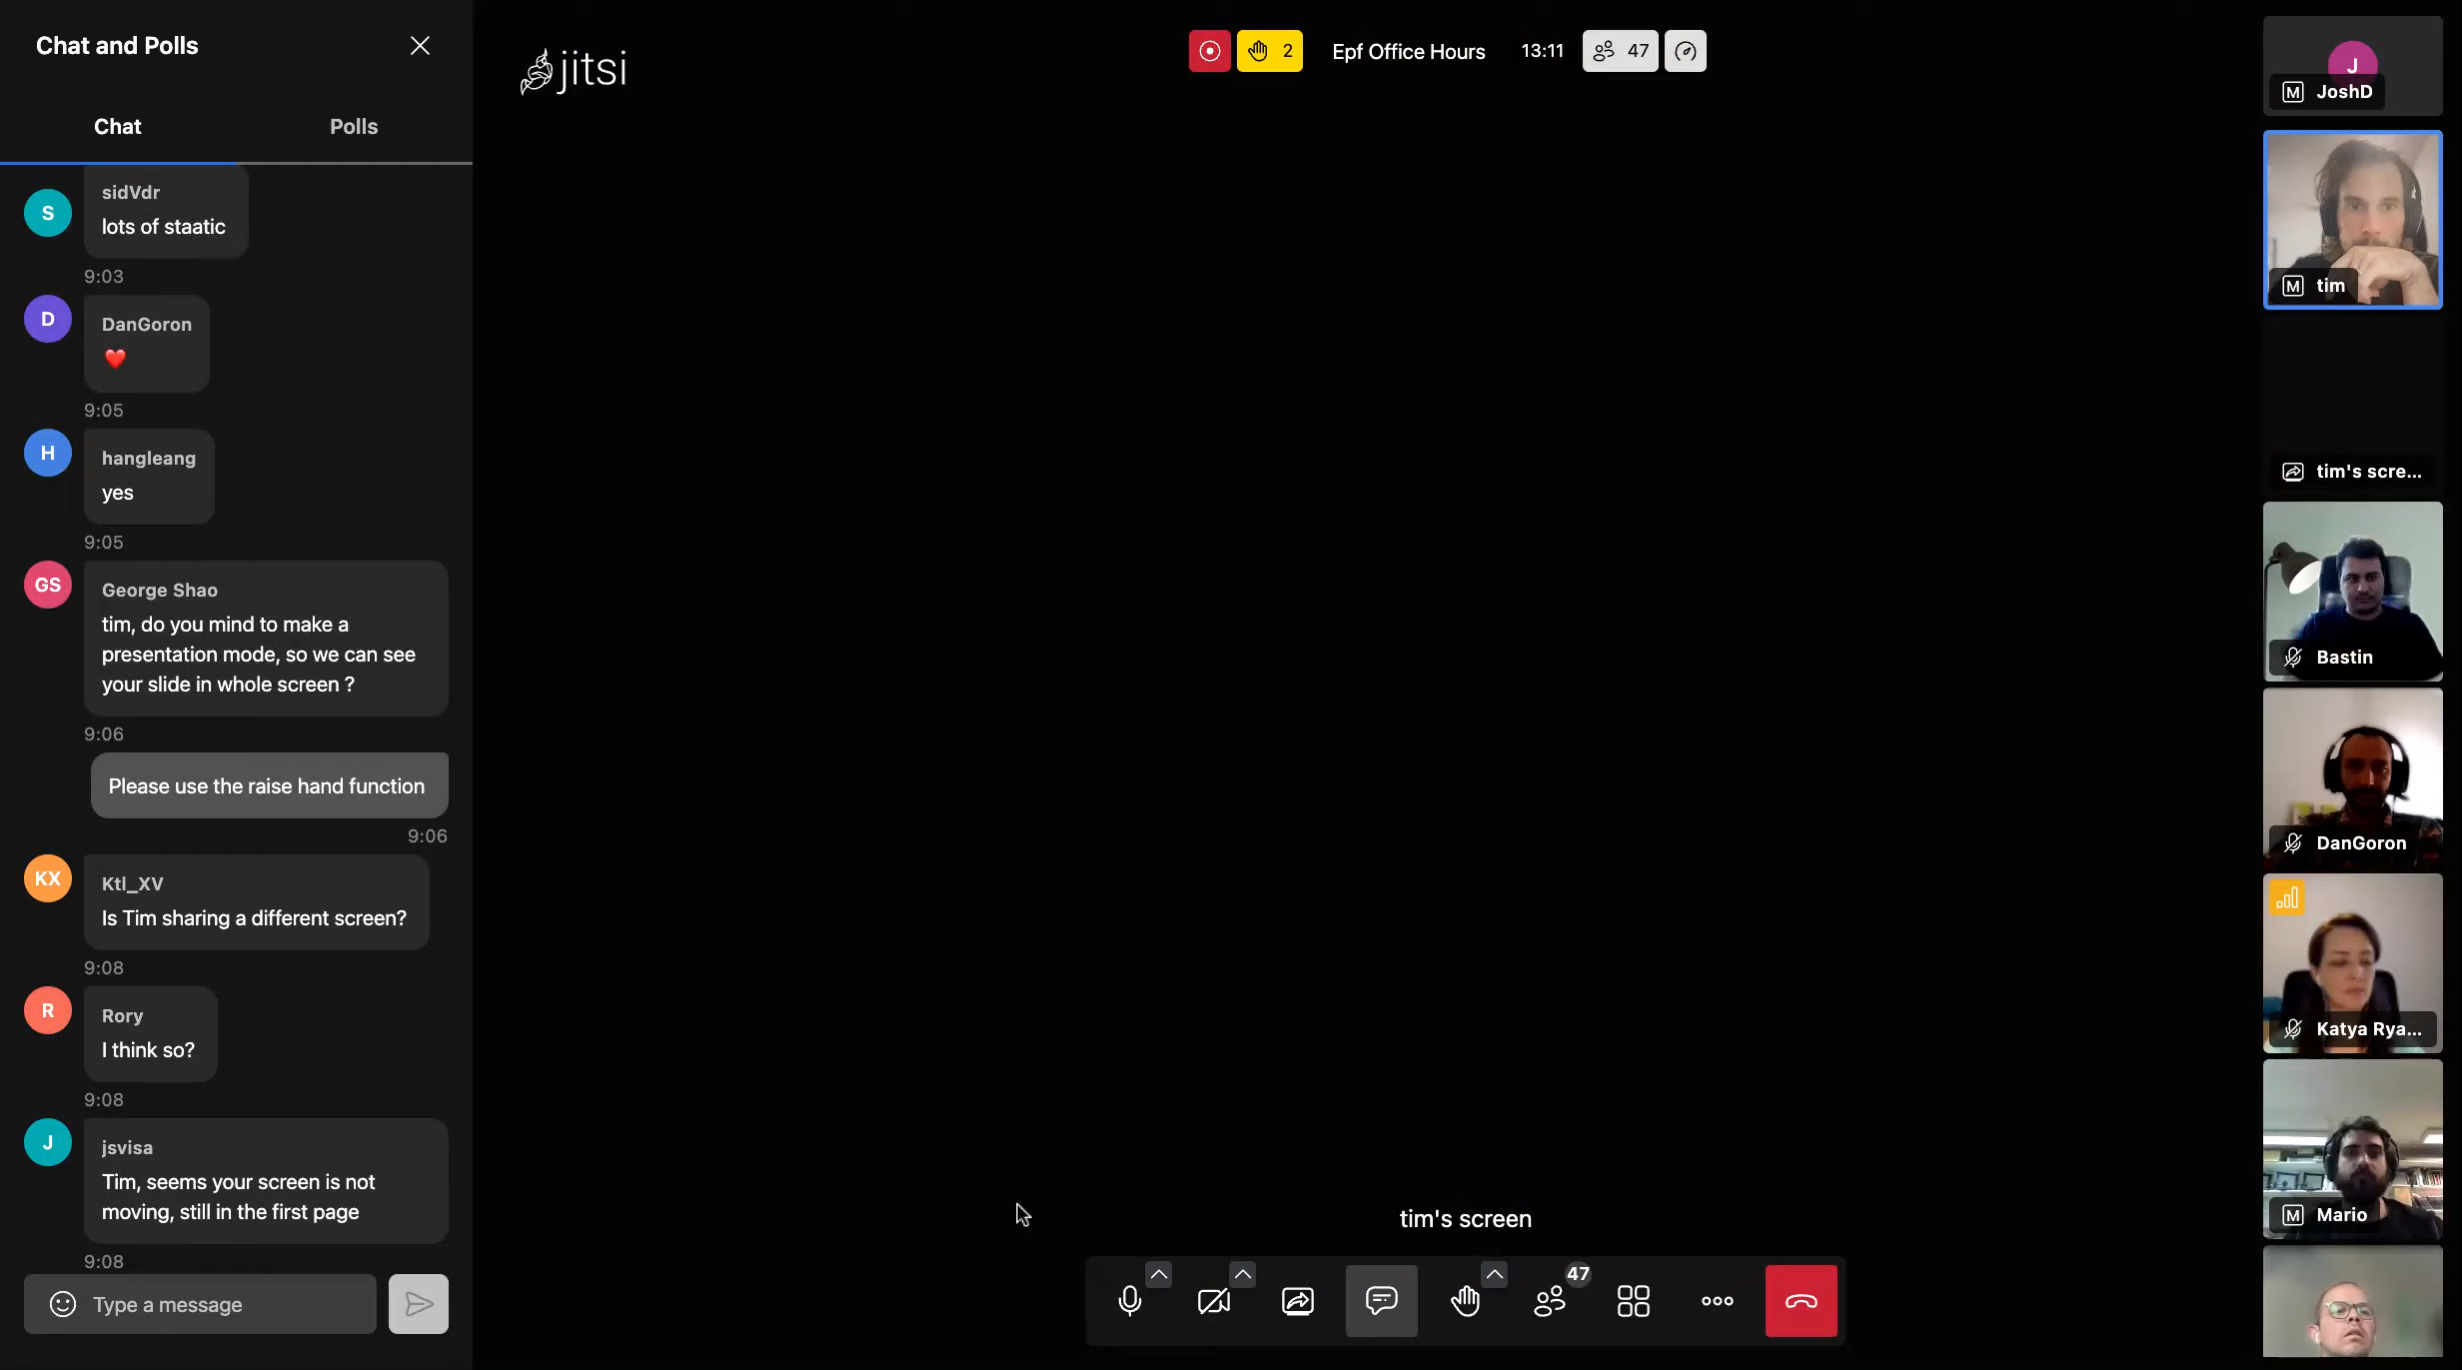 Chat and Polls
Chat
Polls
S
sidVdr
lots of staatic
9:03
D
DanGoron
❤️
9:05
H
hangleang
yes
9:05
GS
George Shao
tim, do you mind to make a
presentation mode, so we can see
your slide in whole screen ?
9:06
Please use the raise hand function
9:06
KX
Ktl_XV
Is Tim sharing a different screen?
9:08
R
Rory
I think so?
9:08
J
jsvisa
Tim, seems your screen is not
moving, still in the first page
9:08
Type a message
jitsi
2
Epf Office Hours
13:11
47
tim's screen
47
J
M JoshD
M tim
tim's scre...
Bastin
DanGoron
Katya Rya...
M Mario